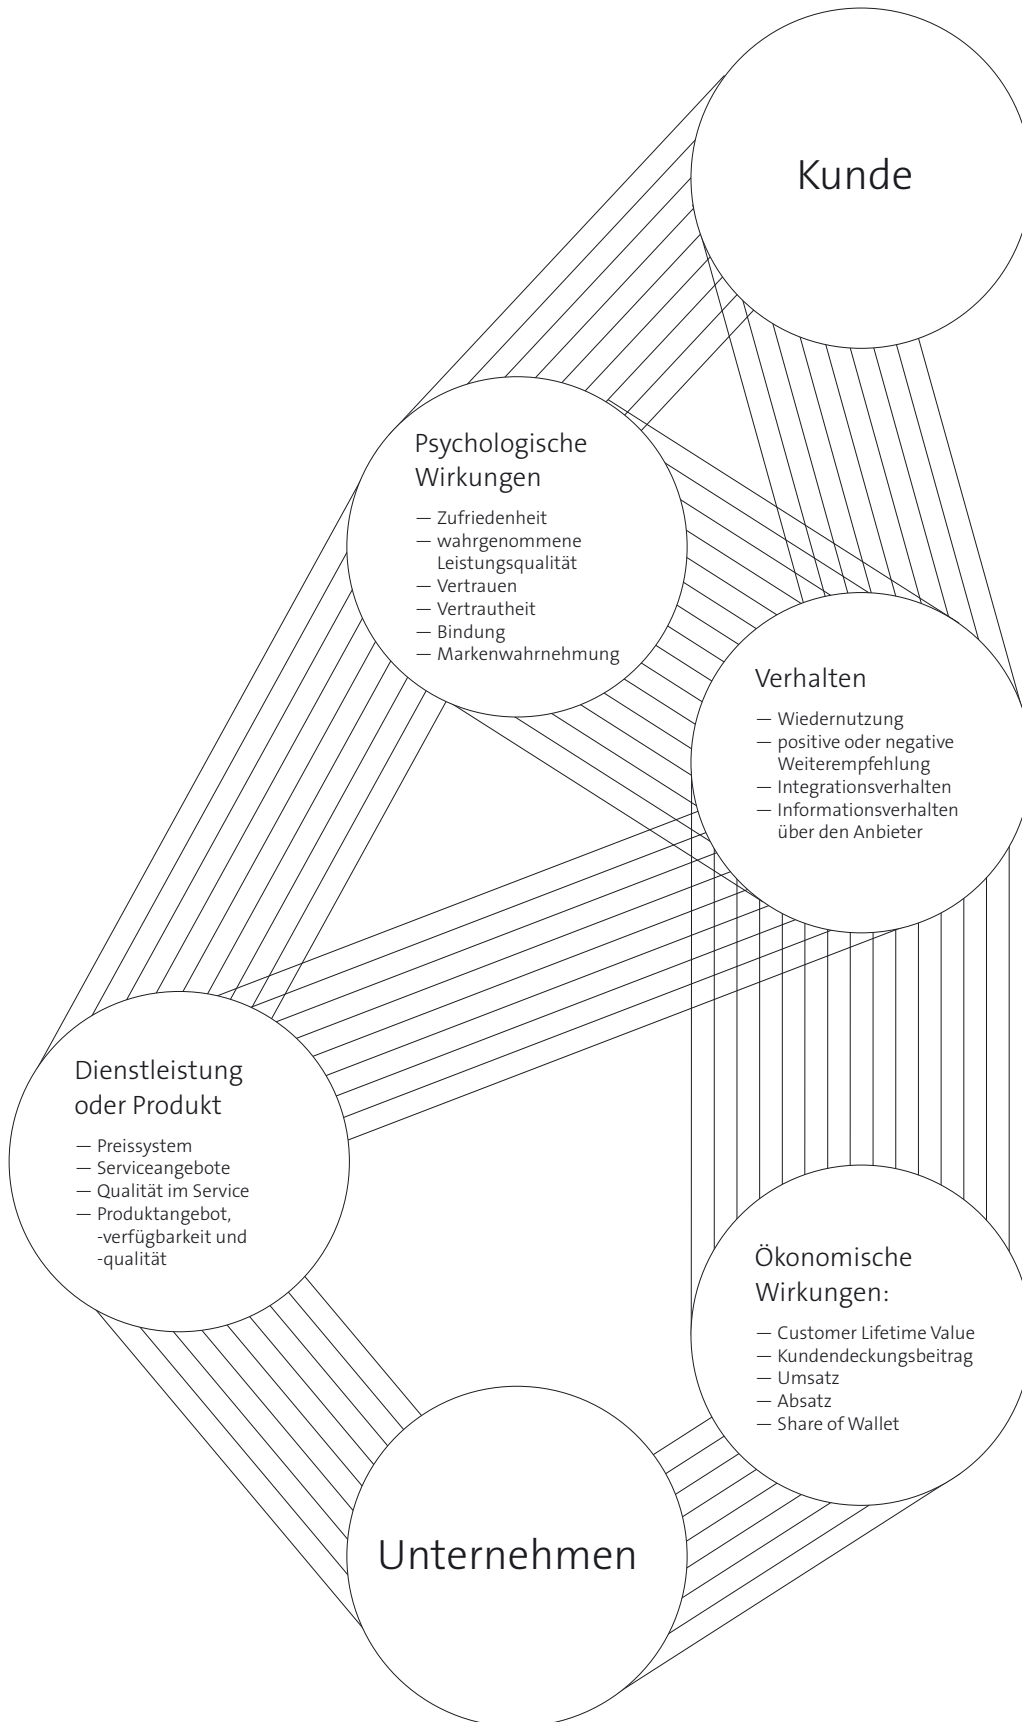 Kunde
Psychologische
Wirkungen
— Zufriedenheit
— wahrgenommene
Leistungsqualität
— Vertrauen
— Vertrautheit
— Bindung
— Markenwahrnehmung
Verhalten
— Wiedernutzung
— positive oder negative
Weiterempfehlung
— Integrationsverhalten
— Informationsverhalten
über den Anbieter
Dienstleistung
oder Produkt
— Preissystem
— Serviceangebote
— Qualität im Service
— Produktangebot,
-verfügbarkeit und
-qualität
Ökonomische
Wirkungen:
— Customer Lifetime Value
— Kundendeckungsbeitrag
— Umsatz
— Absatz
— Share of Wallet
Unternehmen